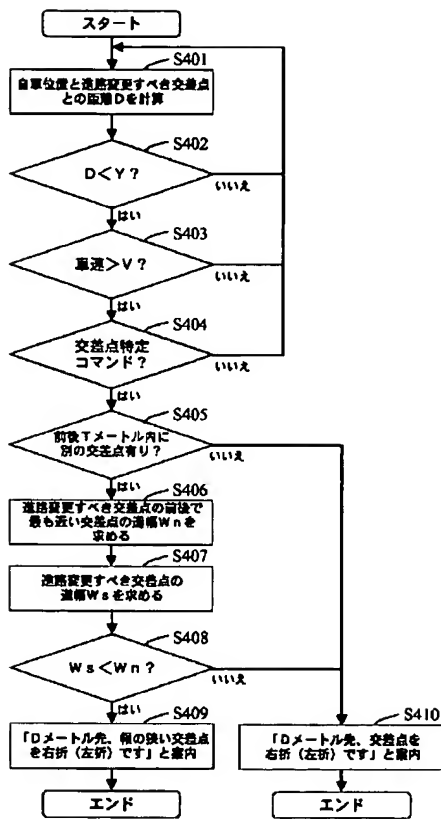 スタート
S401
自車位置と進路変更すべき交差点
との距離Dを計算
S402
D<Y?
いいえ
はい
S403
車速>V?
いいえ
はい
S404
交差点特定
コマンド?
いいえ
はい
S405
前後Tメートル内に
別の交差点有り?
いいえ
はい
S406
進路変更すべき交差点の前後で
最も近い交差点の道幅Wnを
求める
S407
進路変更すべき交差点の
道幅Wsを求める
S408
Ws<Wn?
いいえ
はい
S409
「Dメートル先、幅の狭い交差点
を右折(左折)です」と案内
S410
「Dメートル先、交差点を
右折(左折)です」と案内
エンド
エンド